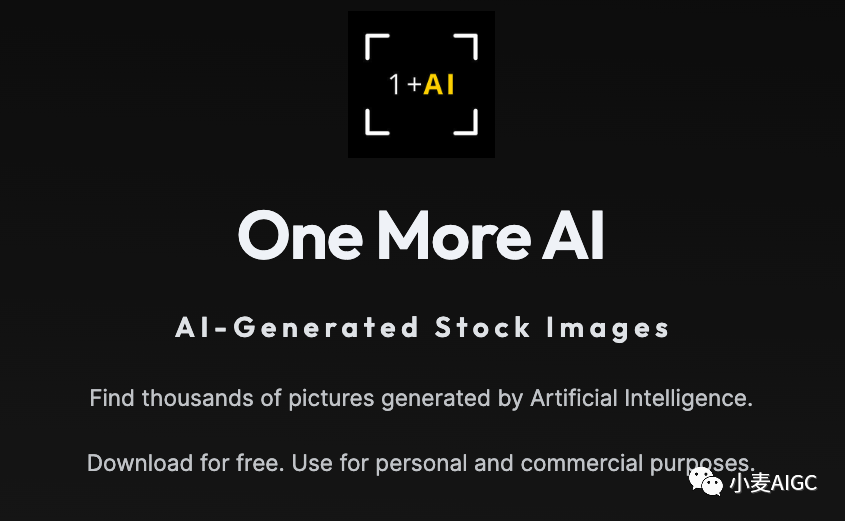 1+AI
One More AI
AI-Generated Stock Images
Find thousands of pictures generated by Artificial Intelligence.
Download for free. Use for personal and commercial purposes.
小麦AIGC